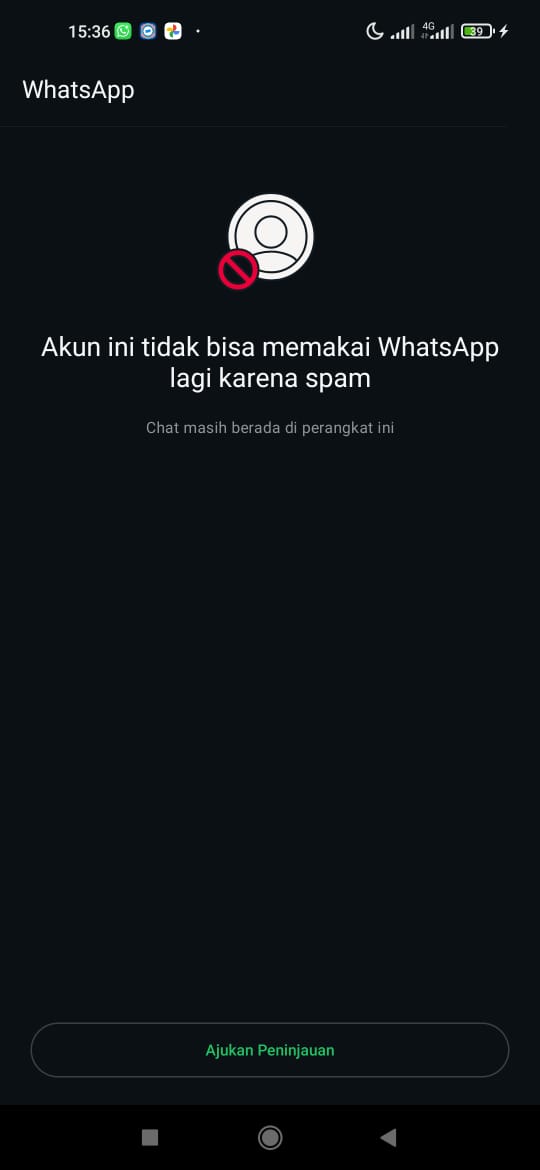 15:36 4G 39
WhatsApp
Akun ini tidak bisa memakai WhatsApp
lagi karena spam
Chat masih berada di perangkat ini
Ajukan Peninjauan